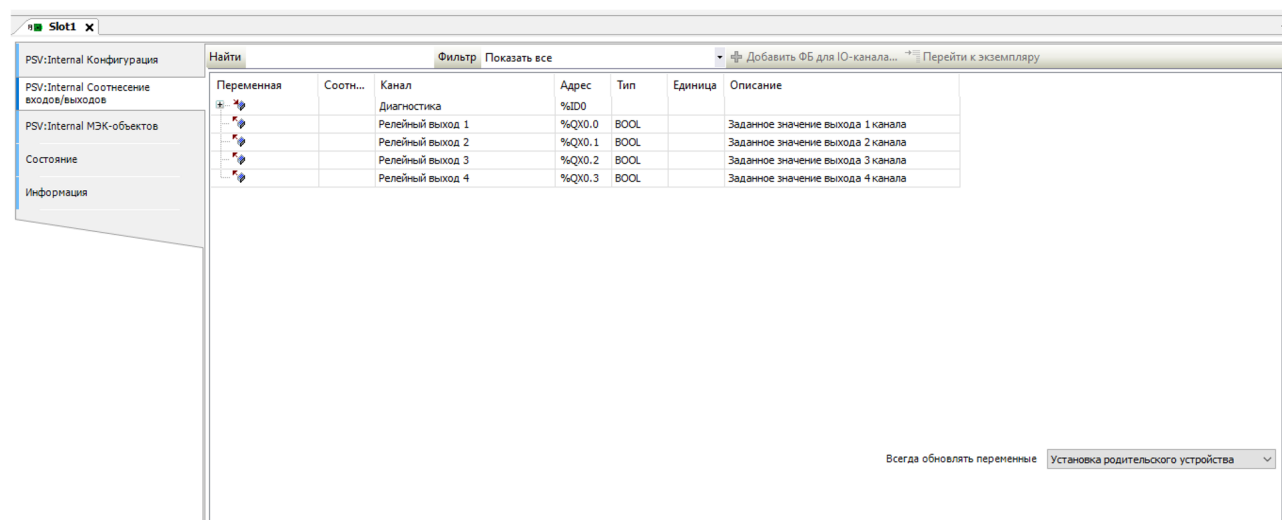 Slot1
PSV:Internal Конфигурация
PSV:Internal Соотнесение
входов/выходов
PSV:Internal МЭК-объектов
Состояние
Информация
Найти Фильтр Показать все Добавить ФБ для IO-канала... Перейти к экземпляру
Переменная Соотн... Канал Адрес Тип Единица Описание
Диагностика %ID0
Релейный выход 1 %QX0.0 BOOL Заданное значение выхода 1 канала
Релейный выход 2 %QX0.1 BOOL Заданное значение выхода 2 канала
Релейный выход 3 %QX0.2 BOOL Заданное значение выхода 3 канала
Релейный выход 4 %QX0.3 BOOL Заданное значение выхода 4 канала
Всегда обновлять переменные Установка родительского устройства